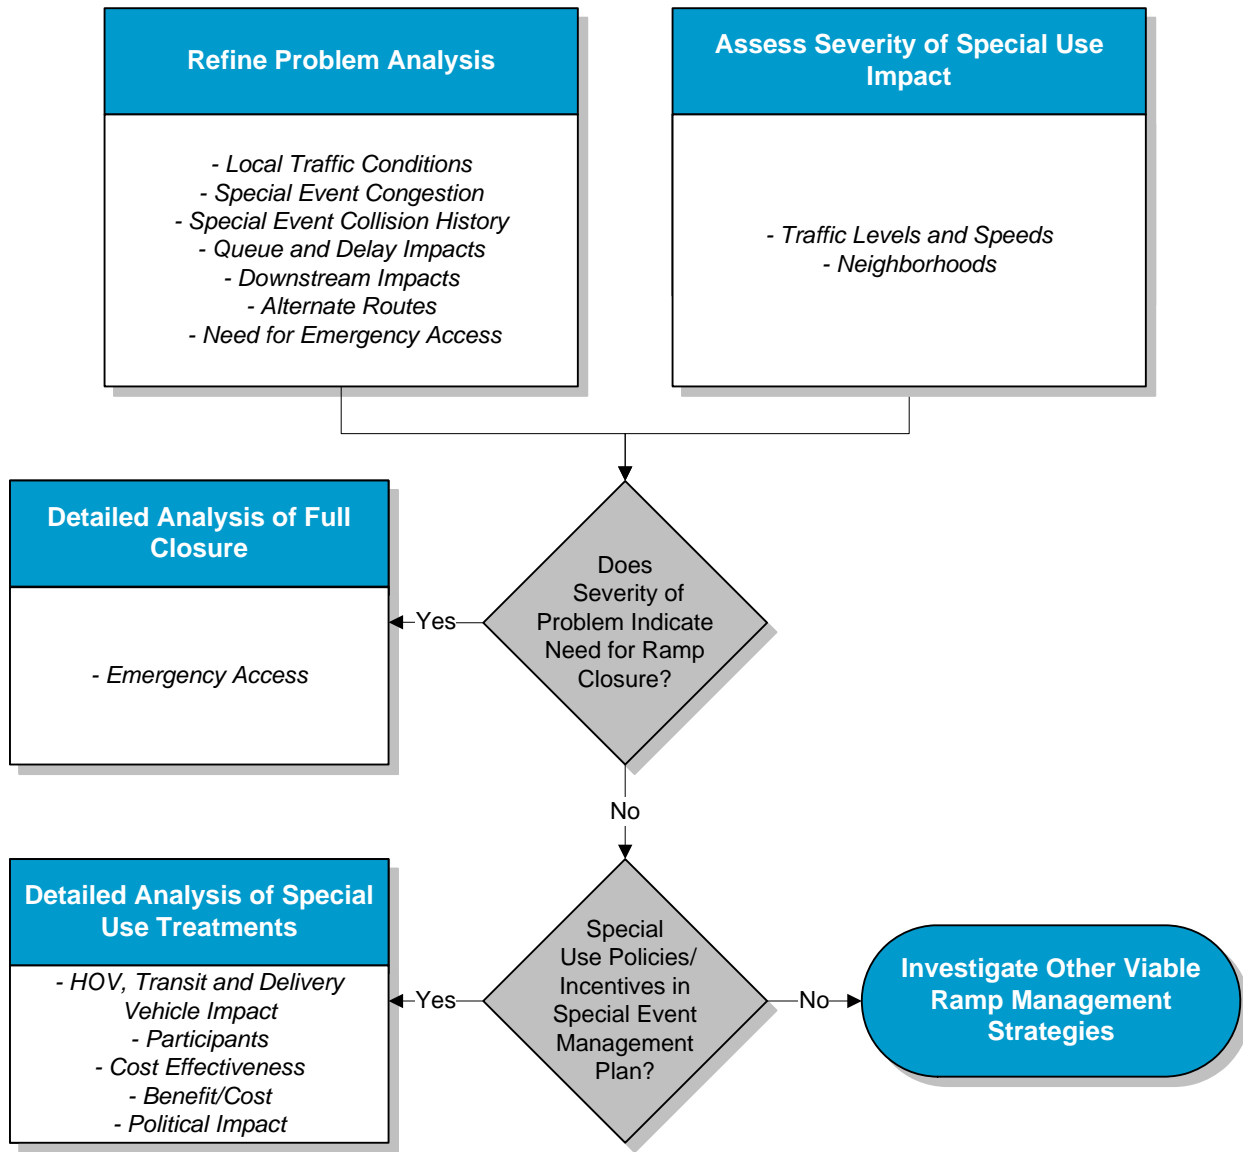 Refine Problem Analysis
- Local Traffic Conditions
- Special Event Congestion
- Special Event Collision History
- Queue and Delay Impacts
- Downstream Impacts
- Alternate Routes
- Need for Emergency Access
Assess Severity of Special Use
Impact
- Traffic Levels and Speeds
- Neighborhoods
Does
Severity of
Problem Indicate
Need for Ramp
Closure?
Yes
Detailed Analysis of Full
Closure
- Emergency Access
No
Special
Use Policies/
Incentives in
Special Event
Management
Plan?
Yes
Detailed Analysis of Special
Use Treatments
- HOV, Transit and Delivery
Vehicle Impact
- Participants
- Cost Effectiveness
- Benefit/Cost
- Political Impact
No
Investigate Other Viable
Ramp Management
Strategies